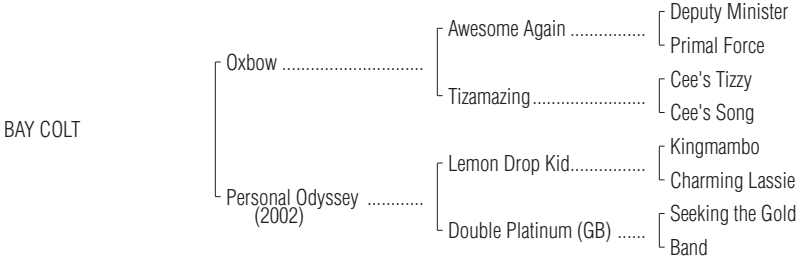 Deputy Minister
Awesome Again ................
Primal Force
Oxbow ..............................
Cee's Tizzy
Tizamazing........................
Cee's Song
BAY COLT
Kingmambo
Lemon Drop Kid................
Charming Lassie
Personal Odyssey ............
(2002)
Seeking the Gold
Double Platinum (GB) ......
Band